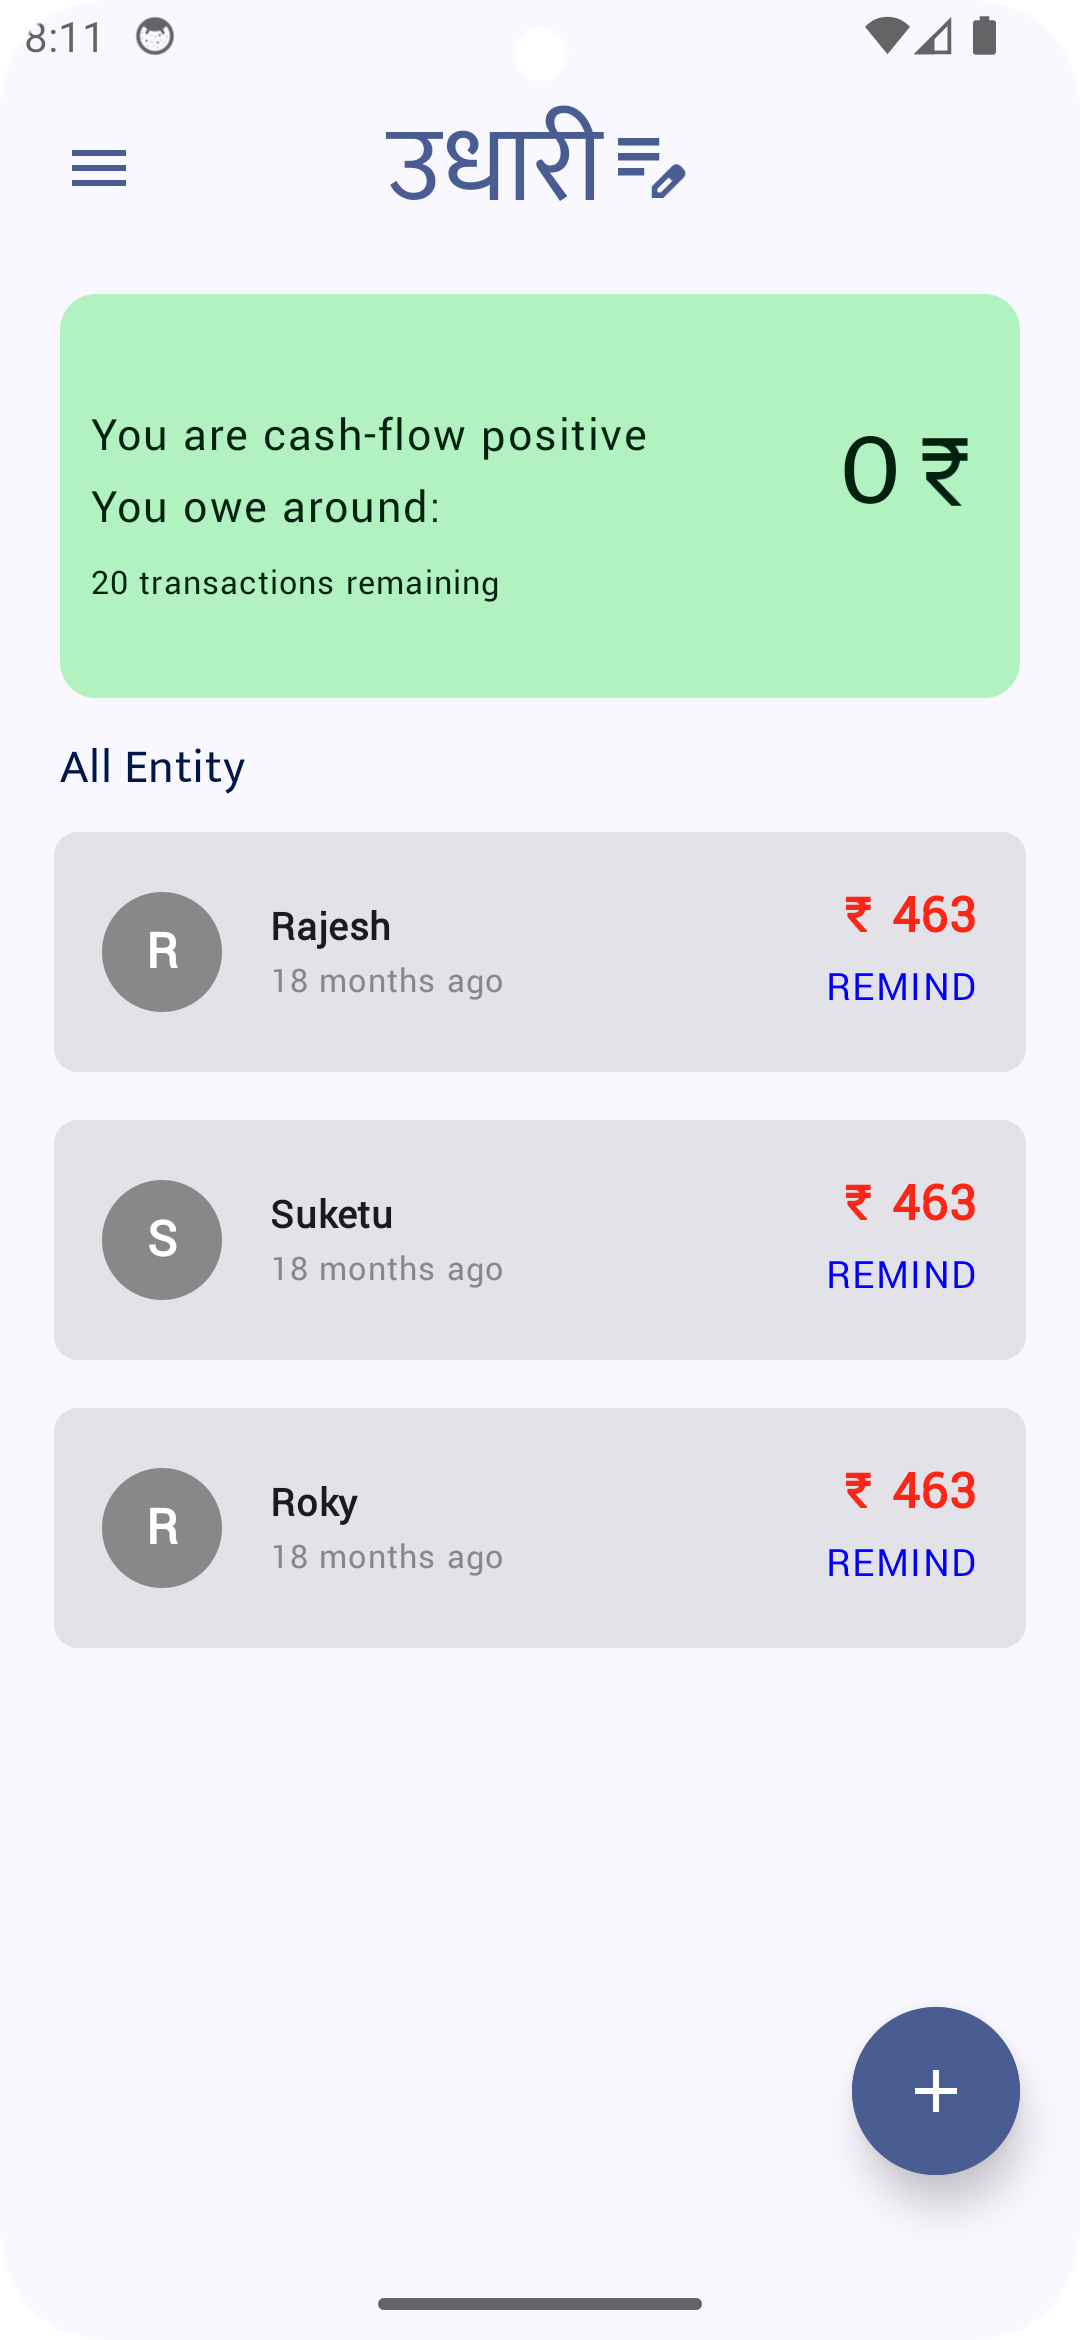 8:11
उधारी
You are cash-flow positive
You owe around:
0 ₹
20 transactions remaining
All Entity
R
Rajesh
18 months ago
₹ 463
REMIND
S
Suketu
18 months ago
₹ 463
REMIND
R
Roky
18 months ago
₹ 463
REMIND